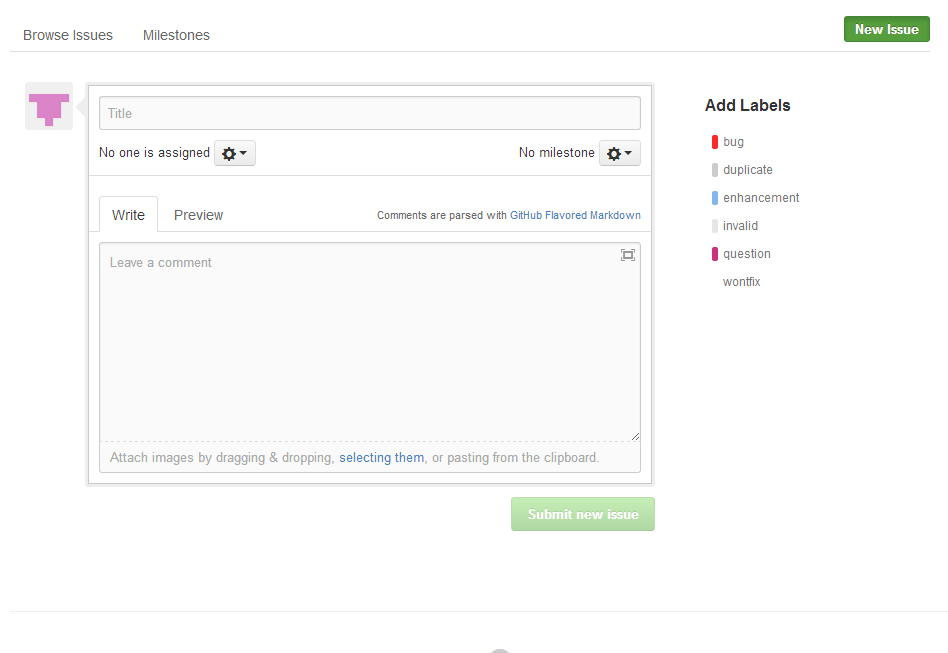 Browse Issues Milestones New Issue
Title
No one is assigned No milestone
Write Preview Comments are parsed with GitHub Flavored Markdown
Leave a comment
Attach images by dragging & dropping, selecting them, or pasting from the clipboard.
Submit new issue
Add Labels
bug
duplicate
enhancement
invalid
question
wontfix